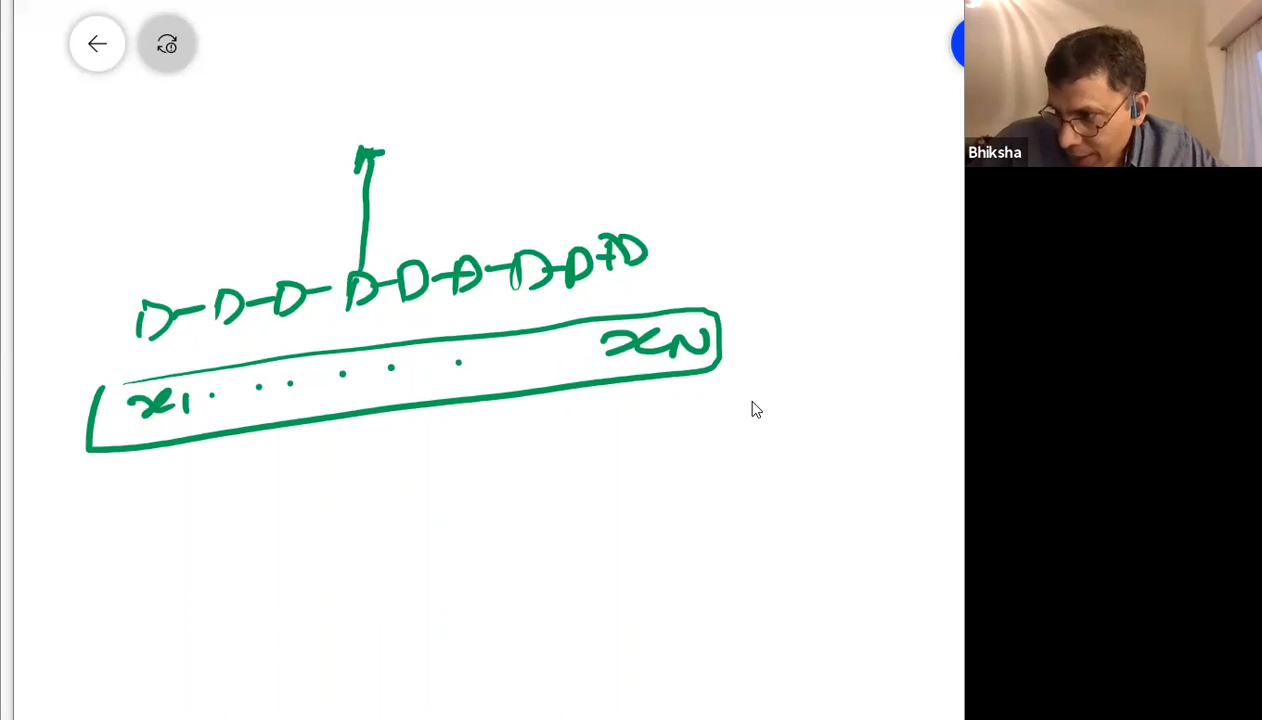 Bhiksha
D-D-D-D-D-D-D-D-D
x1 . . . . . . xN